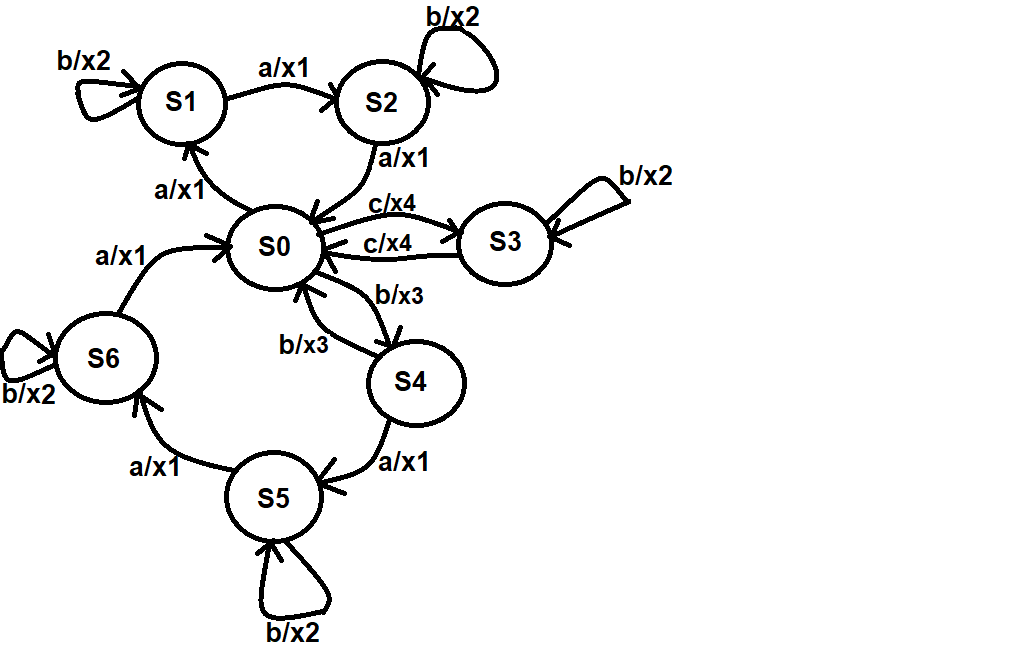 b/x2
b/x2
a/x1
S1
S2
a/x1
b/x2
a/x1
c/x4
S0
c/x4
S3
a/x1
b/x3
b/x3
S6
S4
b/x2
a/x1
a/x1
S5
b/x2